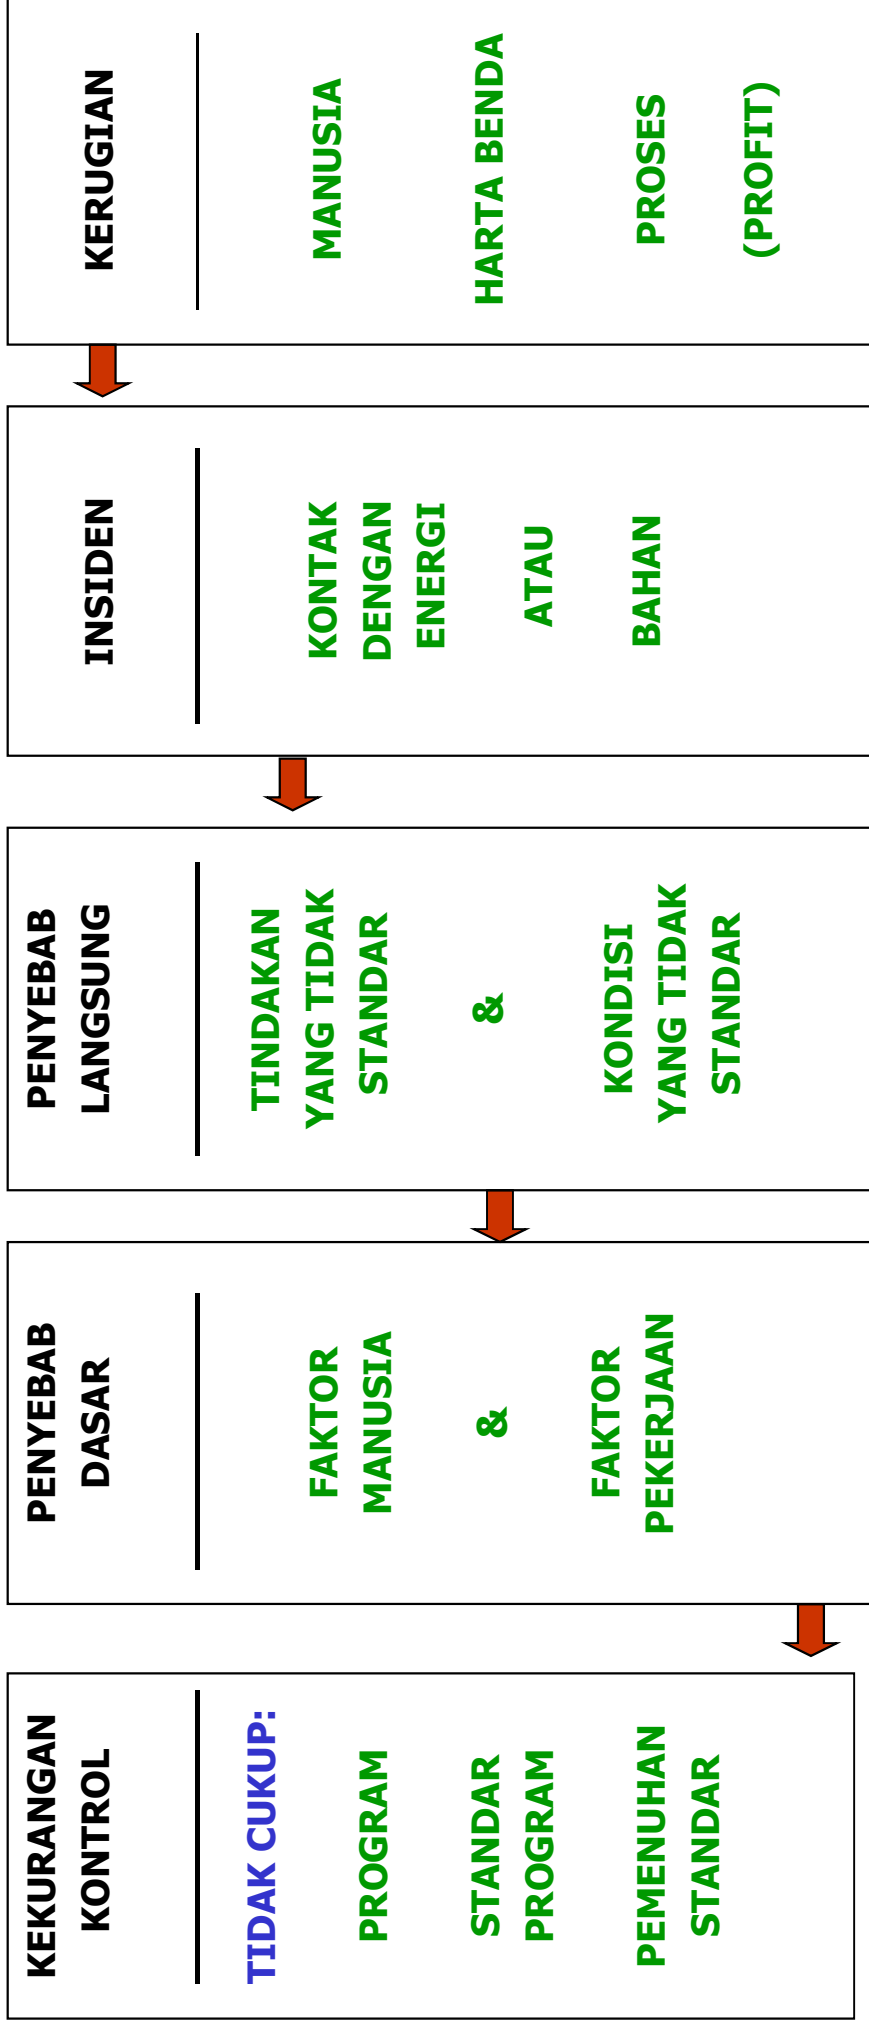 KEKURANGAN
KONTROL
TIDAK CUKUP:
PROGRAM
STANDAR
PROGRAM
PEMENUHAN
STANDAR
PENYEBAB
DASAR
FAKTOR
MANUSIA
&
FAKTOR
PEKERJAAN
PENYEBAB
LANGSUNG
TINDAKAN
YANG TIDAK
STANDAR
&
KONDISI
YANG TIDAK
STANDAR
INSIDEN
KONTAK
DENGAN
ENERGI
ATAU
BAHAN
KERUGIAN
MANUSIA
HARTA BENDA
PROSES
(PROFIT)